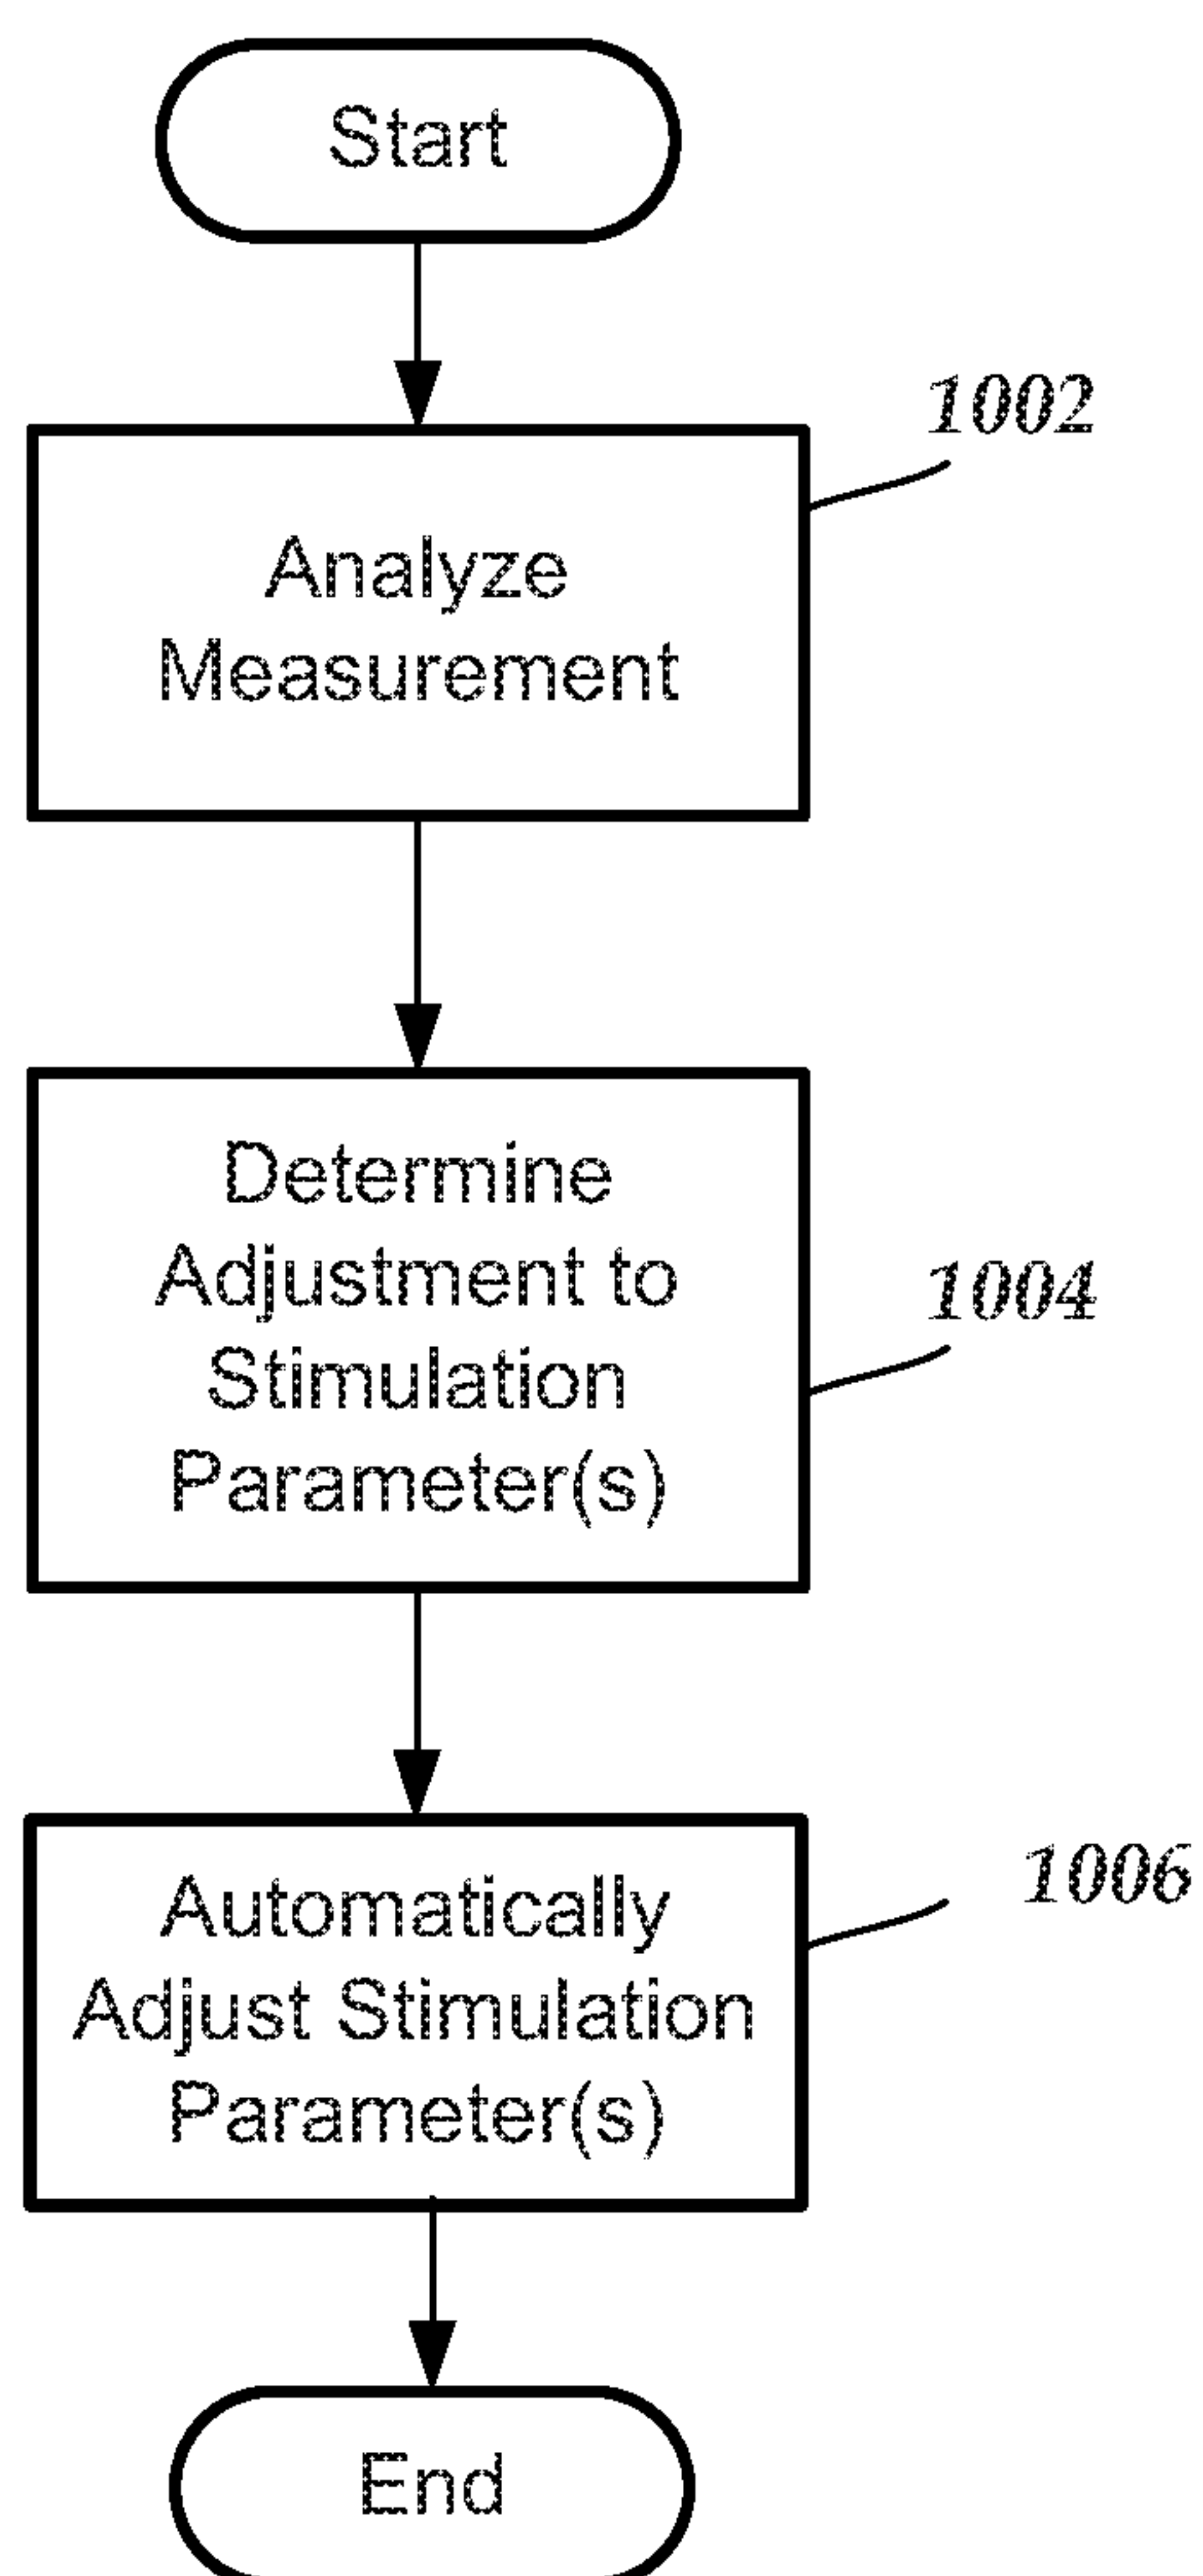 Start
1002
Analyze
Measurement
Determine
Adjustment to
1004
Stimulation
Parameter(s)
1006
Automatically
Adjust Stimulation
Parameter(s)
End